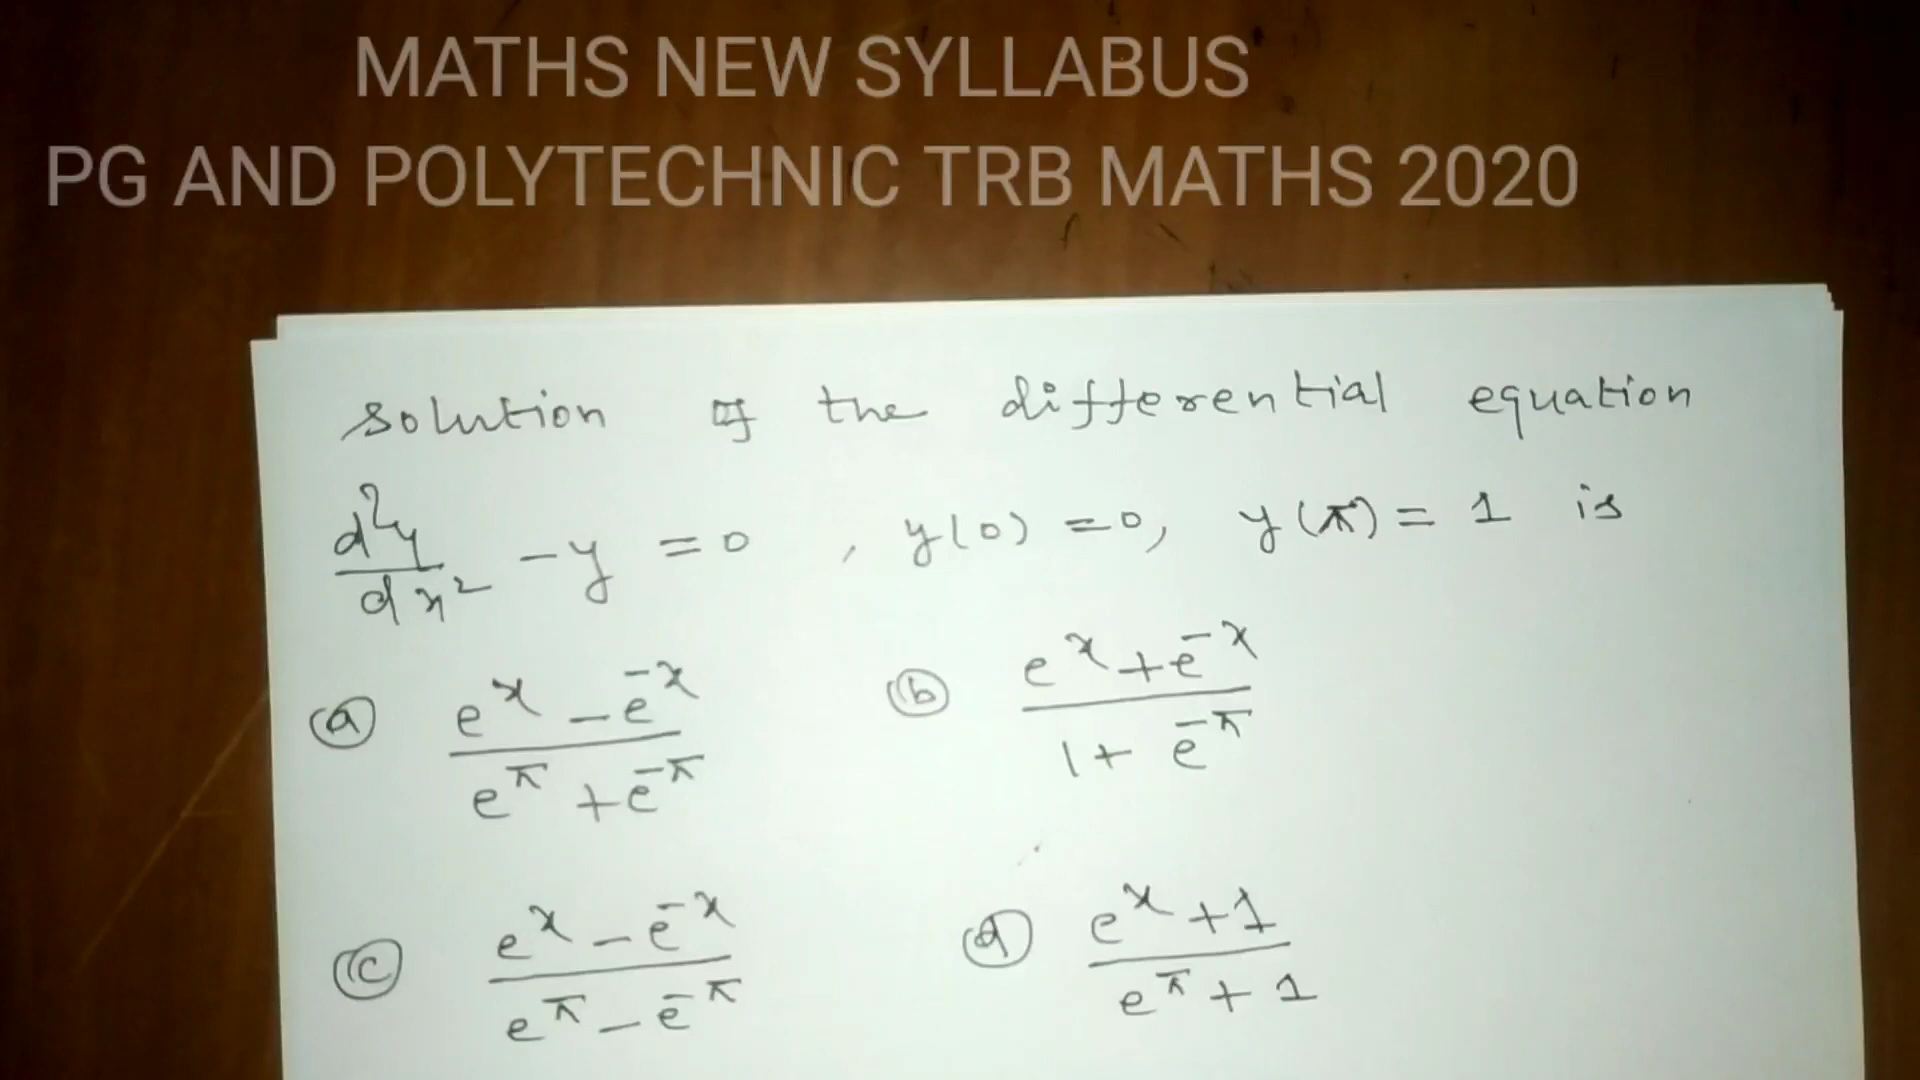 MATHS NEW SYLLABUS
PG AND POLYTECHNIC TRB MATHS 2020
solution of the differential equation
d²y/dx² - y = 0 , y(0) = 0, y(π) = 1 is
(a) (e^x - e^-x)/(e^π + e^-π) (b) (e^x + e^-x)/(1 + e^-π)
(c) (e^x - e^-x)/(e^π - e^-π) (d) (e^x + 1)/(e^π + 1)